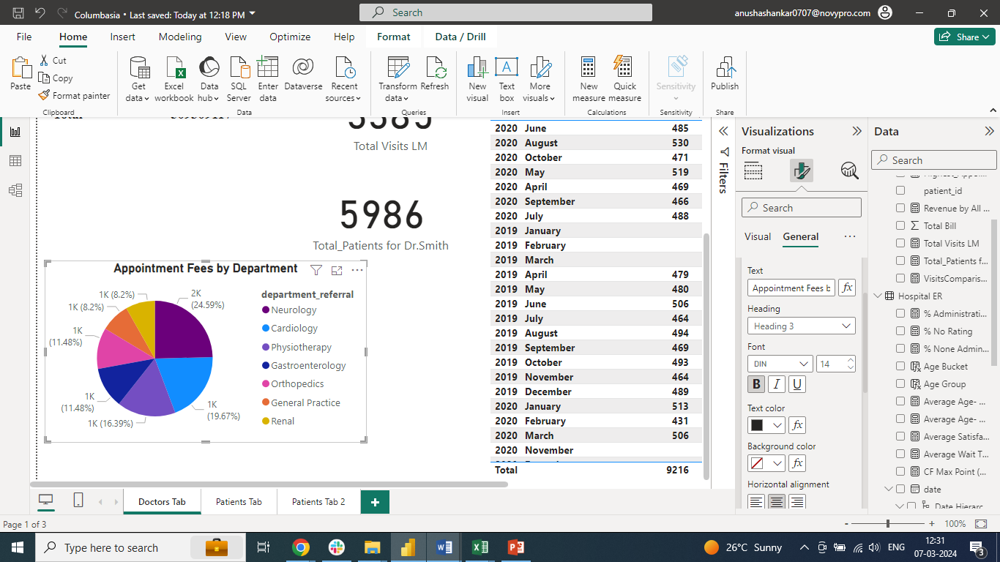 Columbasia • Last saved: Today at 12:18 PM
Search
anushashankar0707@novypro.com
File
Home
Insert
Modeling
View
Optimize
Help
Format
Data / Drill
Share
Paste
Cut
Copy
Format painter
Clipboard
Get data
Excel workbook
Data hub
SQL Server
Enter data
Dataverse
Recent sources
Data
Transform data
Refresh
Queries
New visual
Text box
More visuals
Insert
New measure
Quick measure
Calculations
Sensitivity
Sensitivity
Publish
Share
Total Visits LM
5986
Total_Patients for Dr.Smith
Appointment Fees by Department
1K (8.2%)
1K (8.2%)
1K (11.48%)
1K (11.48%)
1K (16.39%)
2K (24.59%)
1K (19.67%)
department_referral
Neurology
Cardiology
Physiotherapy
Gastroenterology
Orthopedics
General Practice
Renal
2020 June 485
2020 August 530
2020 October 471
2020 May 519
2020 April 469
2020 September 466
2020 July 488
2019 January
2019 February
2019 March
2019 April 479
2019 May 480
2019 June 506
2019 July 464
2019 August 494
2019 September 469
2019 October 493
2019 November 464
2019 December 489
2020 January 513
2020 February 431
2020 March 506
2020 November
Total 9216
Filters
Visualizations
Format visual
Search
Visual
General
Text
Appointment Fees b
Heading
Heading 3
Font
DIN
14
B I U
Text color
fx
Background color
fx
Horizontal alignment
Data
Search
patient_id
Revenue by All ...
Total Bill
Total Visits LM
Total_Patients f...
VisitsComparis...
Hospital ER
% Administrati...
% No Rating
% None Admin...
Age Bucket
Age Group
Average Age- ...
Average Age- ...
Average Satisfa...
Average Wait T...
CF Max Point (...
date
Doctors Tab
Patients Tab
Patients Tab 2
Page 1 of 3
- + 100%
Type here to search
26°C Sunny
ENG
12:31
07-03-2024
3